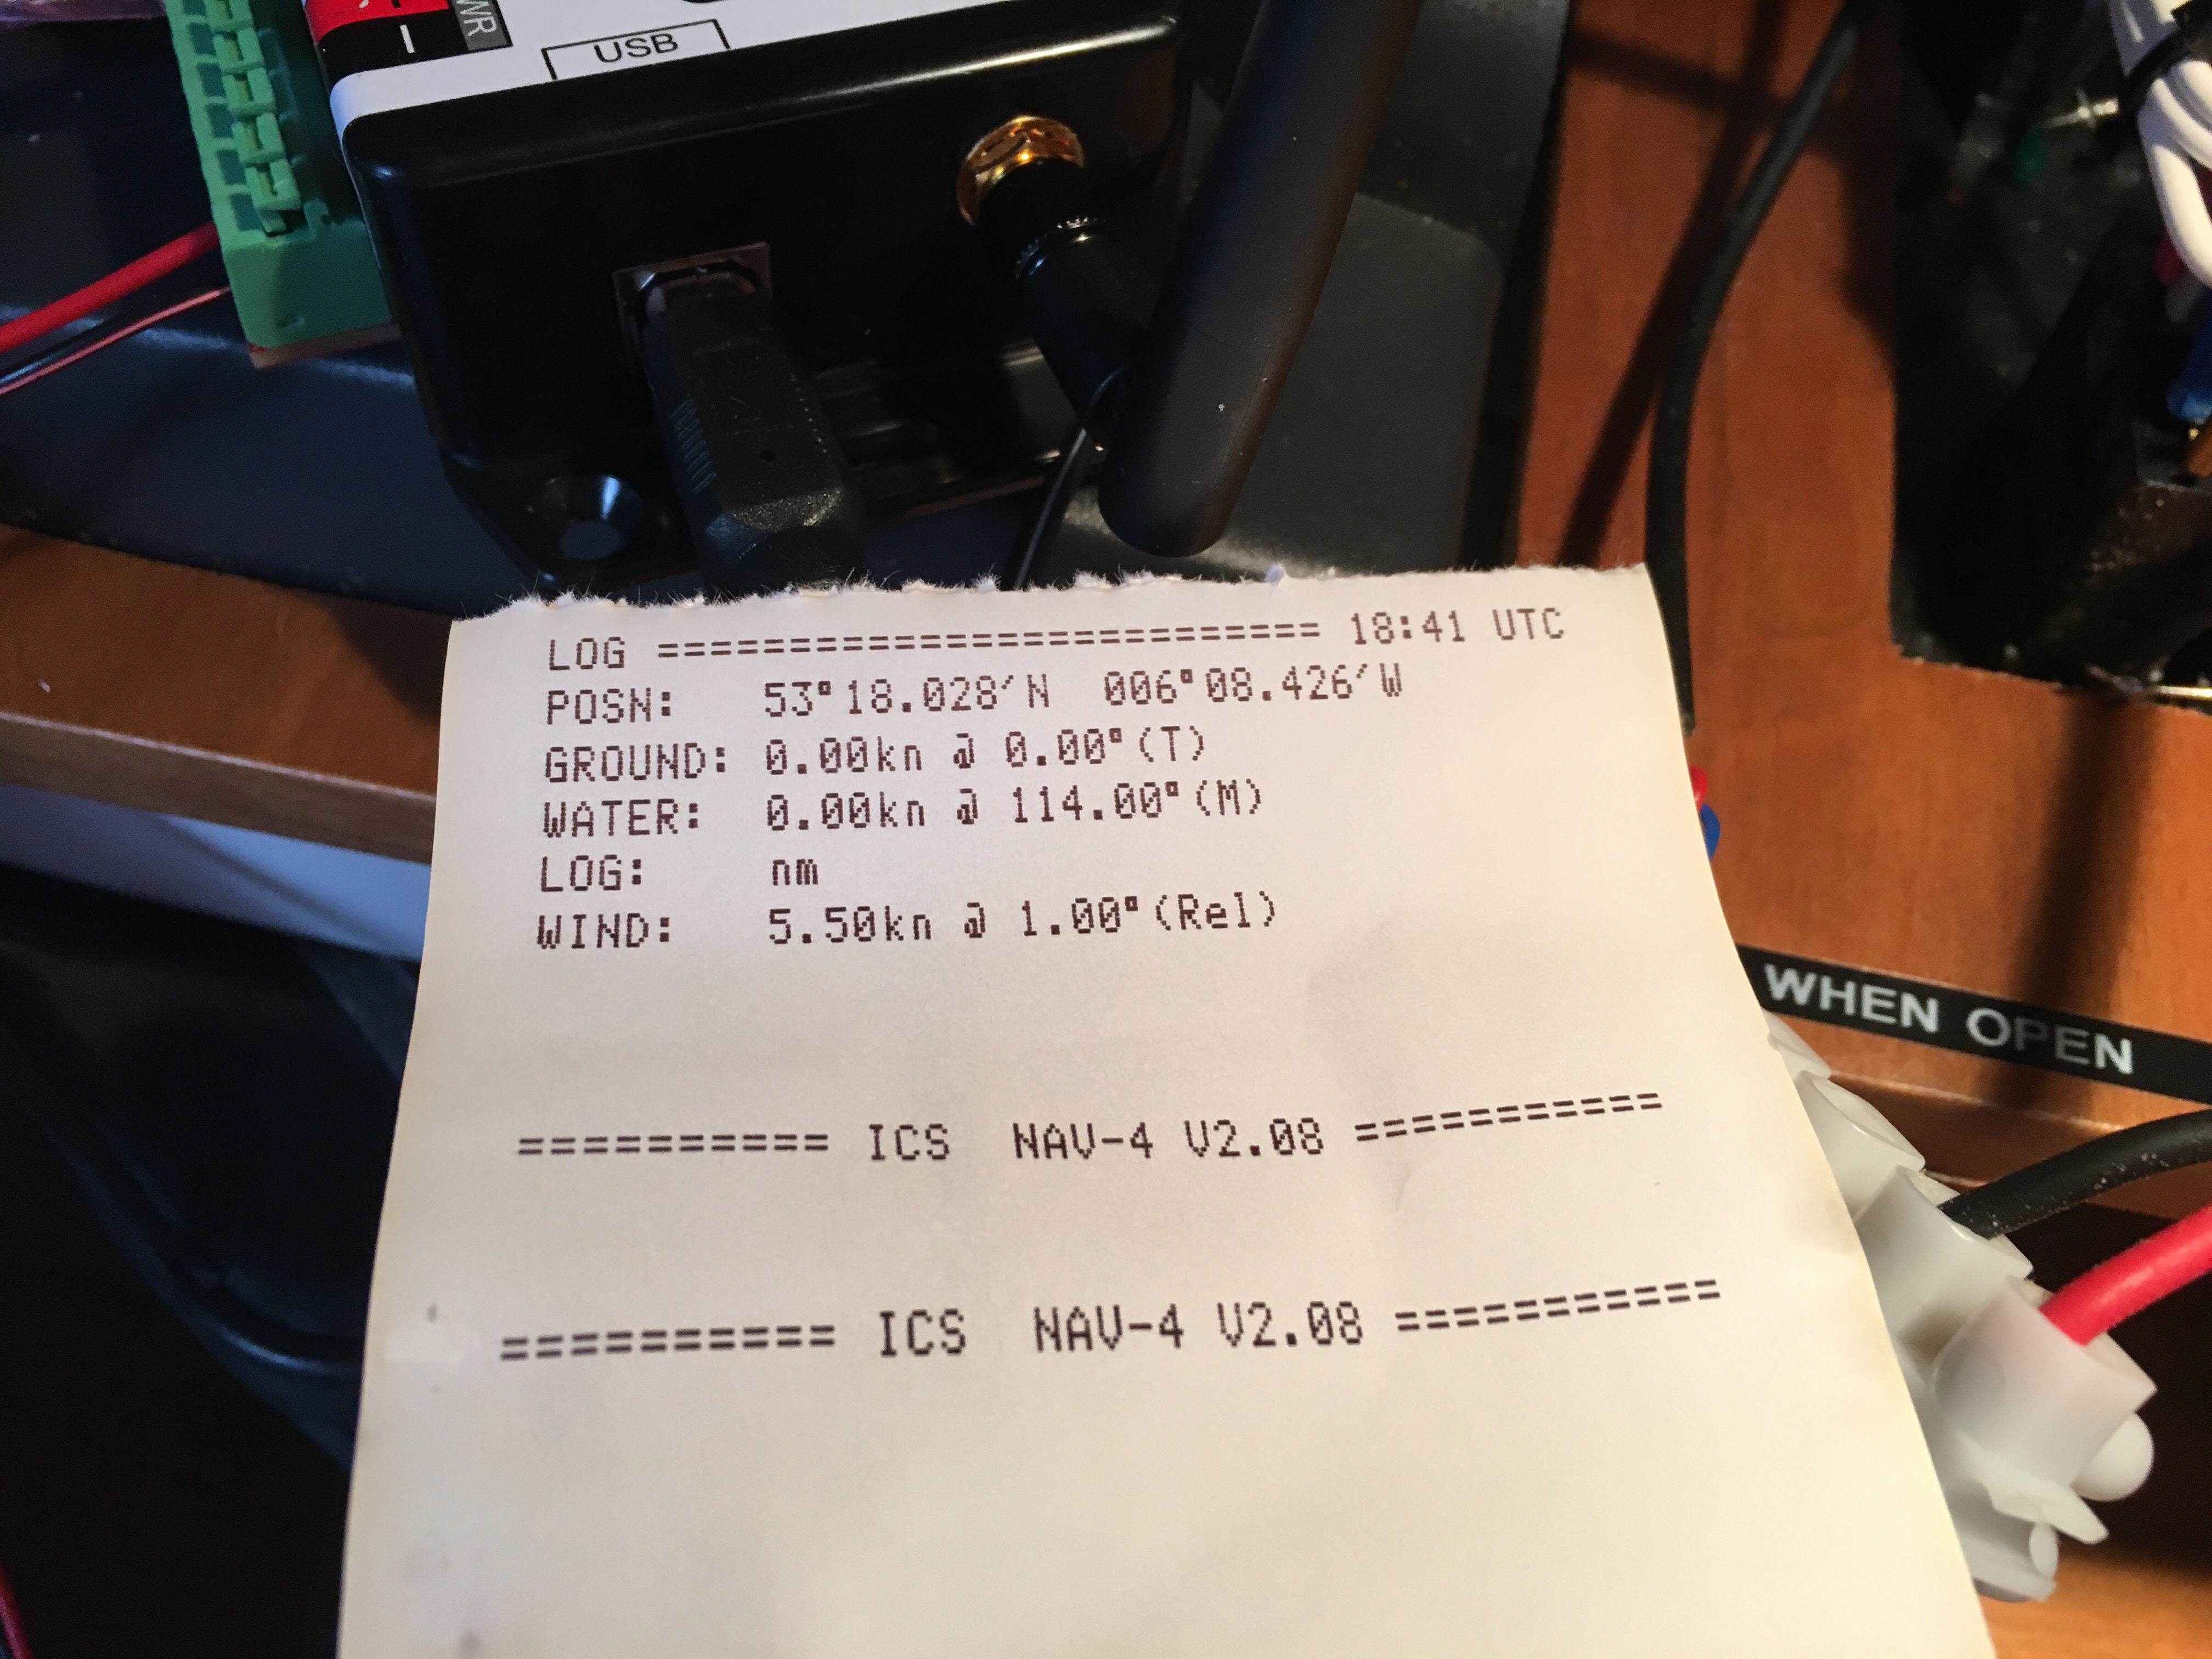 WR
USB
LOG =========================== 18:41 UTC
POSN: 53°18.028'N 006°08.426'W
GROUND: 0.00kn @ 0.00°(T)
WATER: 0.00kn @ 114.00°(M)
LOG: nm
WIND: 5.50kn @ 1.00°(Rel)
WHEN OPEN
========== ICS NAV-4 V2.08 ===========
========== ICS NAV-4 V2.08 ===========